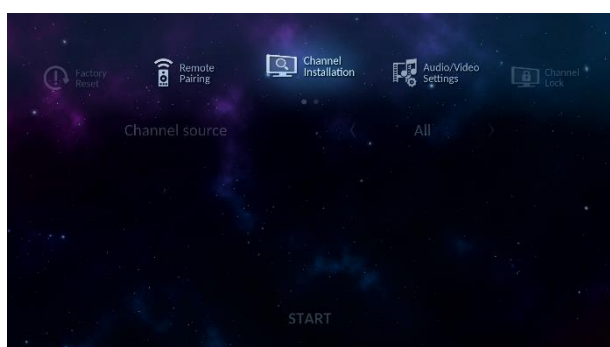 Factory
Reset
Remote
Pairing
Channel
Installation
Audio/Video
Settings
Channel
Lock
Channel source
All
START